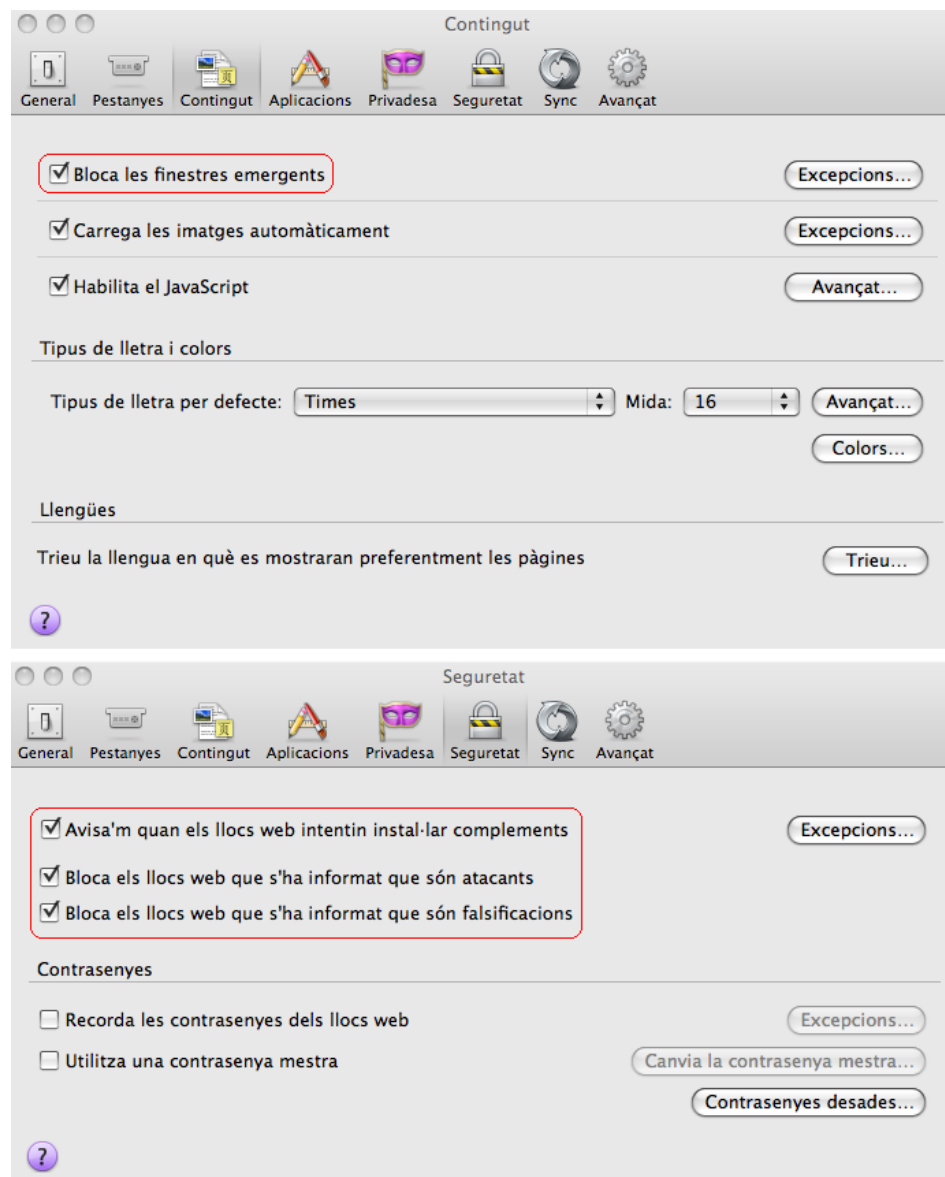 Contingut
General Pestanyes Contingut Aplicacions Privadesa Seguretat Sync Avançat
Bloca les finestres emergents Excepcions...
Carrega les imatges automàticament Excepcions...
Habilita el JavaScript Avançat...
Tipus de lletra i colors
Tipus de lletra per defecte: Times Mida: 16 Avançat...
Colors...
Llengües
Trieu la llengua en què es mostraran preferentment les pàgines Trieu...
?
Seguretat
General Pestanyes Contingut Aplicacions Privadesa Seguretat Sync Avançat
Avisa'm quan els llocs web intentin instal·lar complements Excepcions...
Bloca els llocs web que s'ha informat que són atacants
Bloca els llocs web que s'ha informat que són falsificacions
Contrasenyes
Recorda les contrasenyes dels llocs web Excepcions...
Utilitza una contrasenya mestra Canvia la contrasenya mestra...
Contrasenyes desades...
?